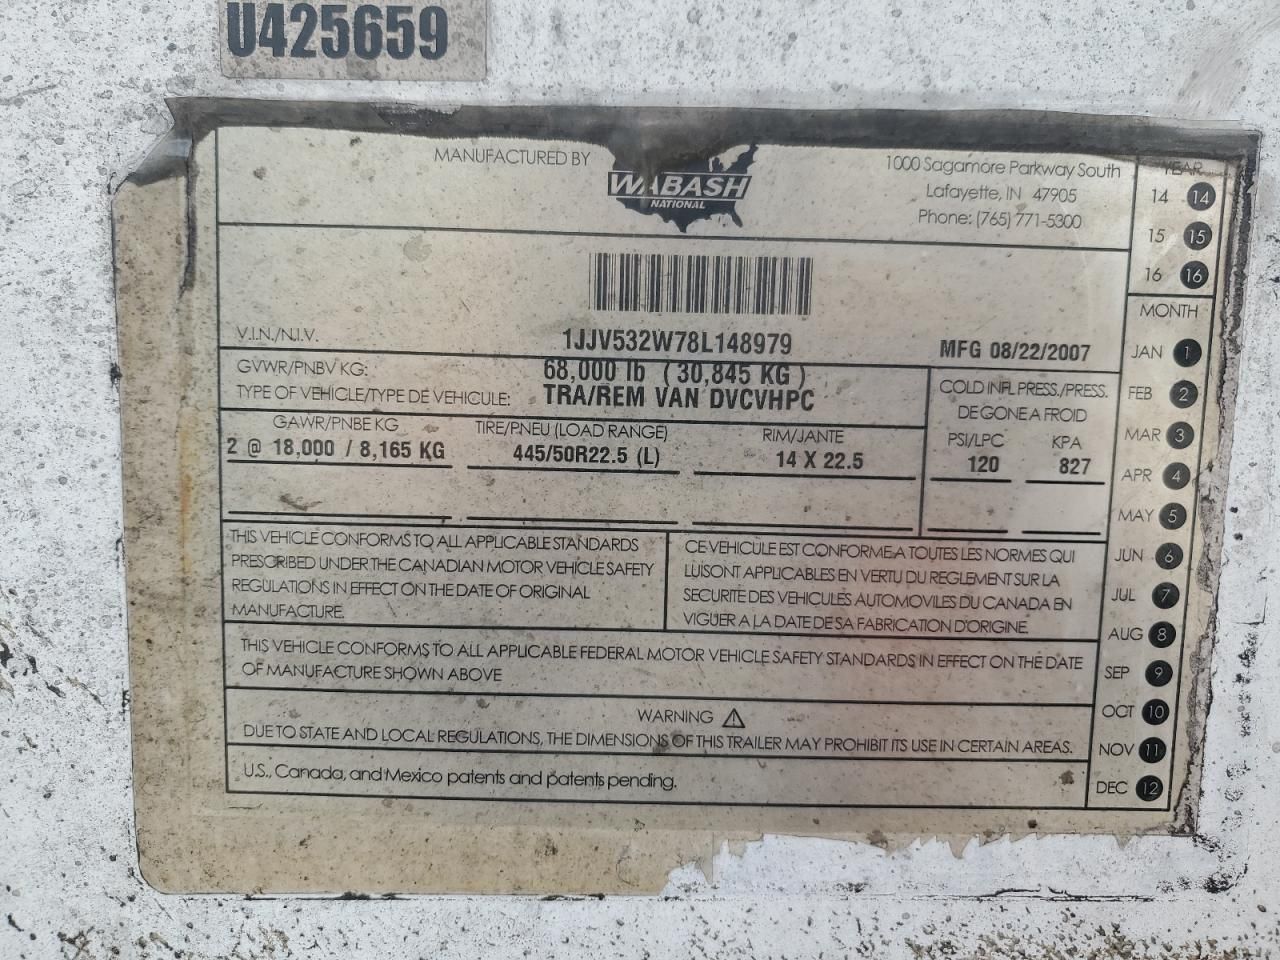 U425659
MANUFACTURED BY
WABASH
NATIONAL
1000 Sagamore Parkway South
Lafayette, IN 47905
Phone: (765) 771-5300
V.I.N./N.I.V.
1JJV532W78L148979
MFG 08/22/2007
GVWR/PNBV KG:
68,000 lb ( 30,845 KG )
TYPE OF VEHICLE/TYPE DE VEHICULE:
TRA/REM VAN DVCVHPC
COLD INFL PRESS./PRESS.
DE GONE A FROID
GAWR/PNBE KG
TIRE/PNEU (LOAD RANGE)
RIM/JANTE
PSI/LPC
KPA
2 @ 18,000 / 8,165 KG
445/50R22.5 (L)
14 X 22.5
120
827
THIS VEHICLE CONFORMS TO ALL APPLICABLE STANDARDS
PRESCRIBED UNDER THE CANADIAN MOTOR VEHICLE SAFETY
REGULATIONS IN EFFECT ON THE DATE OF ORIGINAL
MANUFACTURE.
CE VEHICULE EST CONFORME A TOUTES LES NORMES QUI
LUI SONT APPLICABLES EN VERTU DU REGLEMENT SUR LA
SECURITE DES VEHICULES AUTOMOVILES DU CANADA EN
VIGUER A LA DATE DE SA FABRICATION D'ORIGINE.
THIS VEHICLE CONFORMS TO ALL APPLICABLE FEDERAL MOTOR VEHICLE SAFETY STANDARDS IN EFFECT ON THE DATE
OF MANUFACTURE SHOWN ABOVE
WARNING
DUE TO STATE AND LOCAL REGULATIONS, THE DIMENSIONS OF THIS TRAILER MAY PROHIBIT ITS USE IN CERTAIN AREAS.
U.S., Canada, and Mexico patents and patents pending.
YEAR
14 14
15 15
16 16
MONTH
JAN 1
FEB 2
MAR 3
APR 4
MAY 5
JUN 6
JUL 7
AUG 8
SEP 9
OCT 10
NOV 11
DEC 12